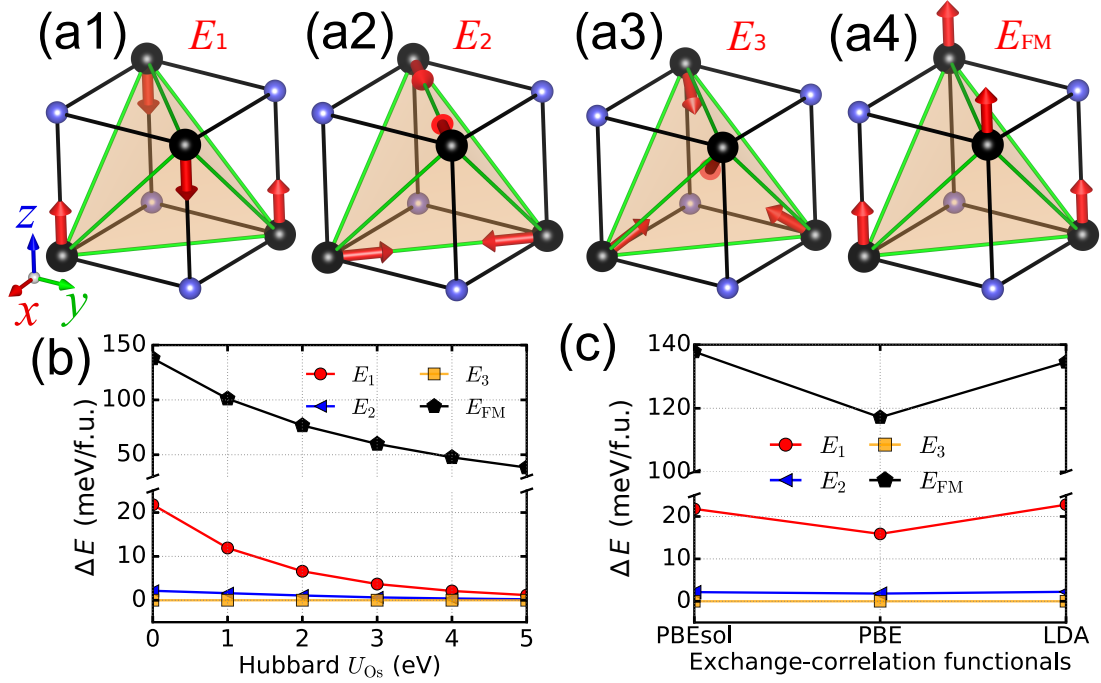 (a1) E1 (a2) E2 (a3) E3 (a4) EFM
z
x y
(b)
150
100
50
20
10
0
ΔE (meV/f.u.)
E1 E3
E2 EFM
0 1 2 3 4 5
Hubbard UOs (eV)
(c)
140
120
100
20
10
0
ΔE (meV/f.u.)
E1 E3
E2 EFM
PBEsol PBE LDA
Exchange-correlation functionals